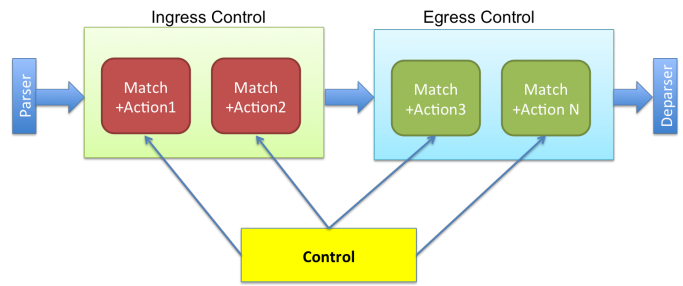 Ingress Control
Egress Control
Parser
Match
+Action1
Match
+Action2
Match
+Action3
Match
+Action N
Deparser
Control